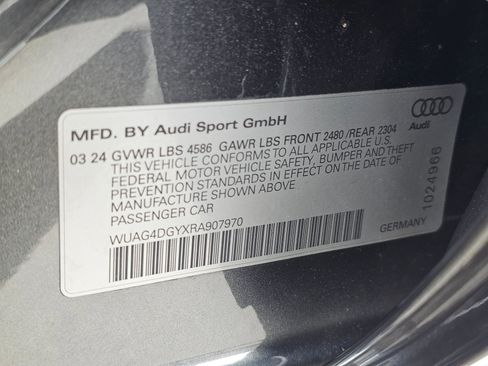 MFD. BY Audi Sport GmbH
Audi
03 24 GVWR LBS 4586 GAWR LBS FRONT 2480 /REAR 2304
THIS VEHICLE CONFORMS TO ALL APPLICABLE U.S.
FEDERAL MOTOR VEHICLE SAFETY, BUMPER AND THEFT
PREVENTION STANDARDS IN EFFECT ON THE DATE OF
MANUFACTURE SHOWN ABOVE.
PASSENGER CAR
WUAG4DGYXRA907970
GERMANY
1024966